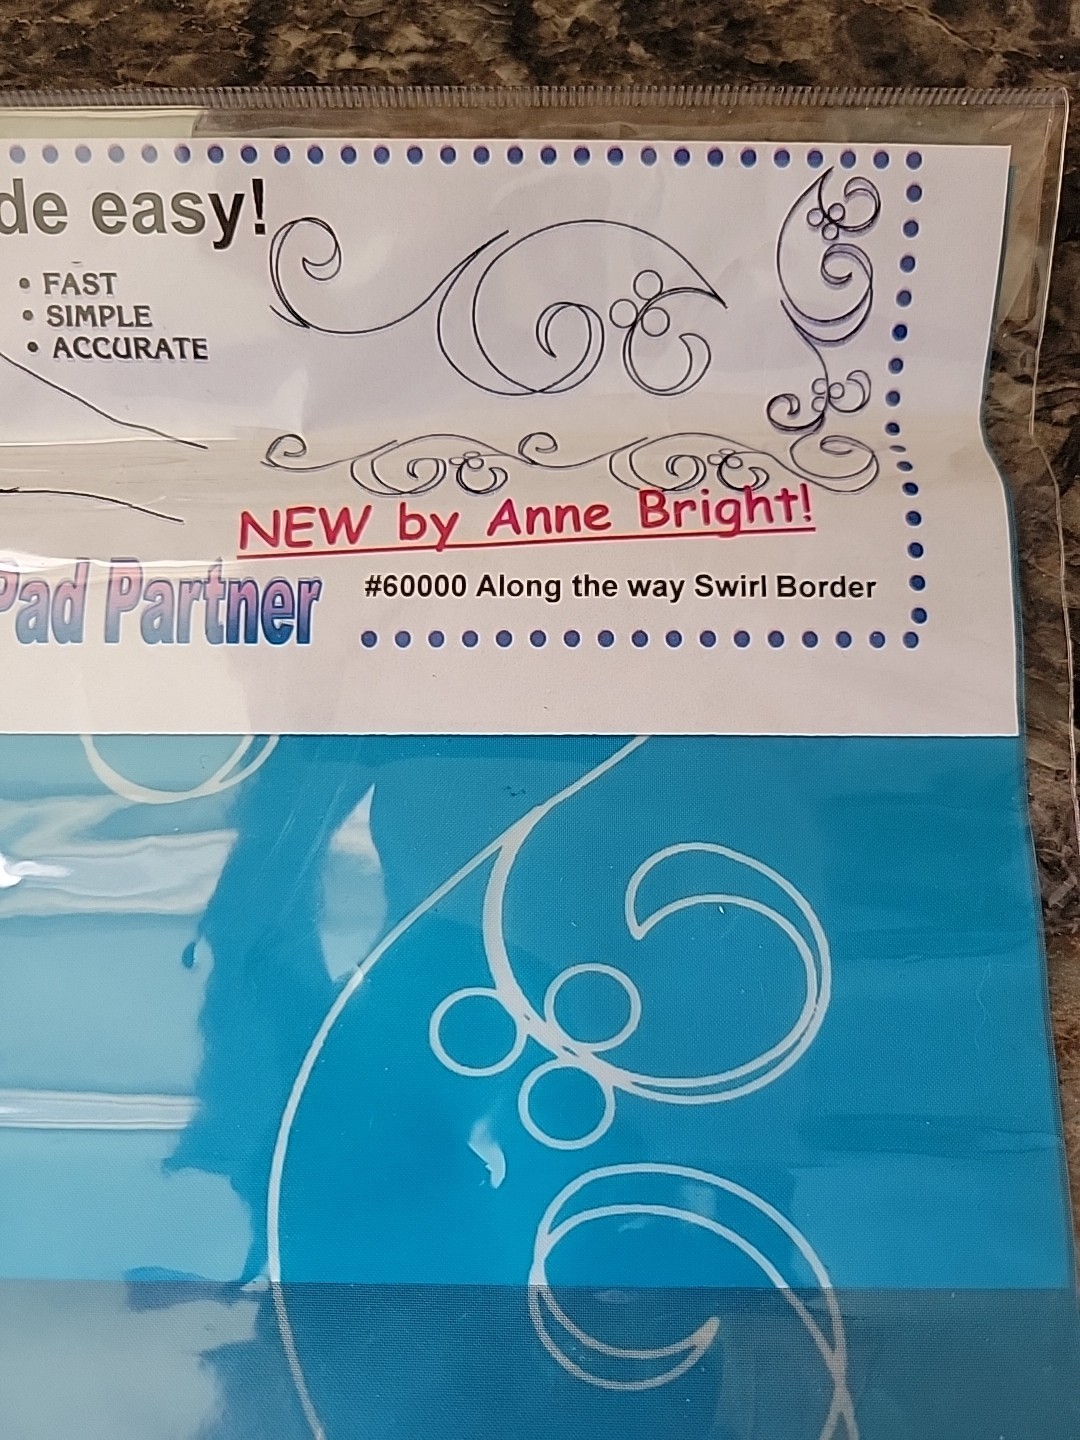 de easy!
• FAST
• SIMPLE
• ACCURATE
NEW by Anne Bright!
Pad Partner
#60000 Along the way Swirl Border